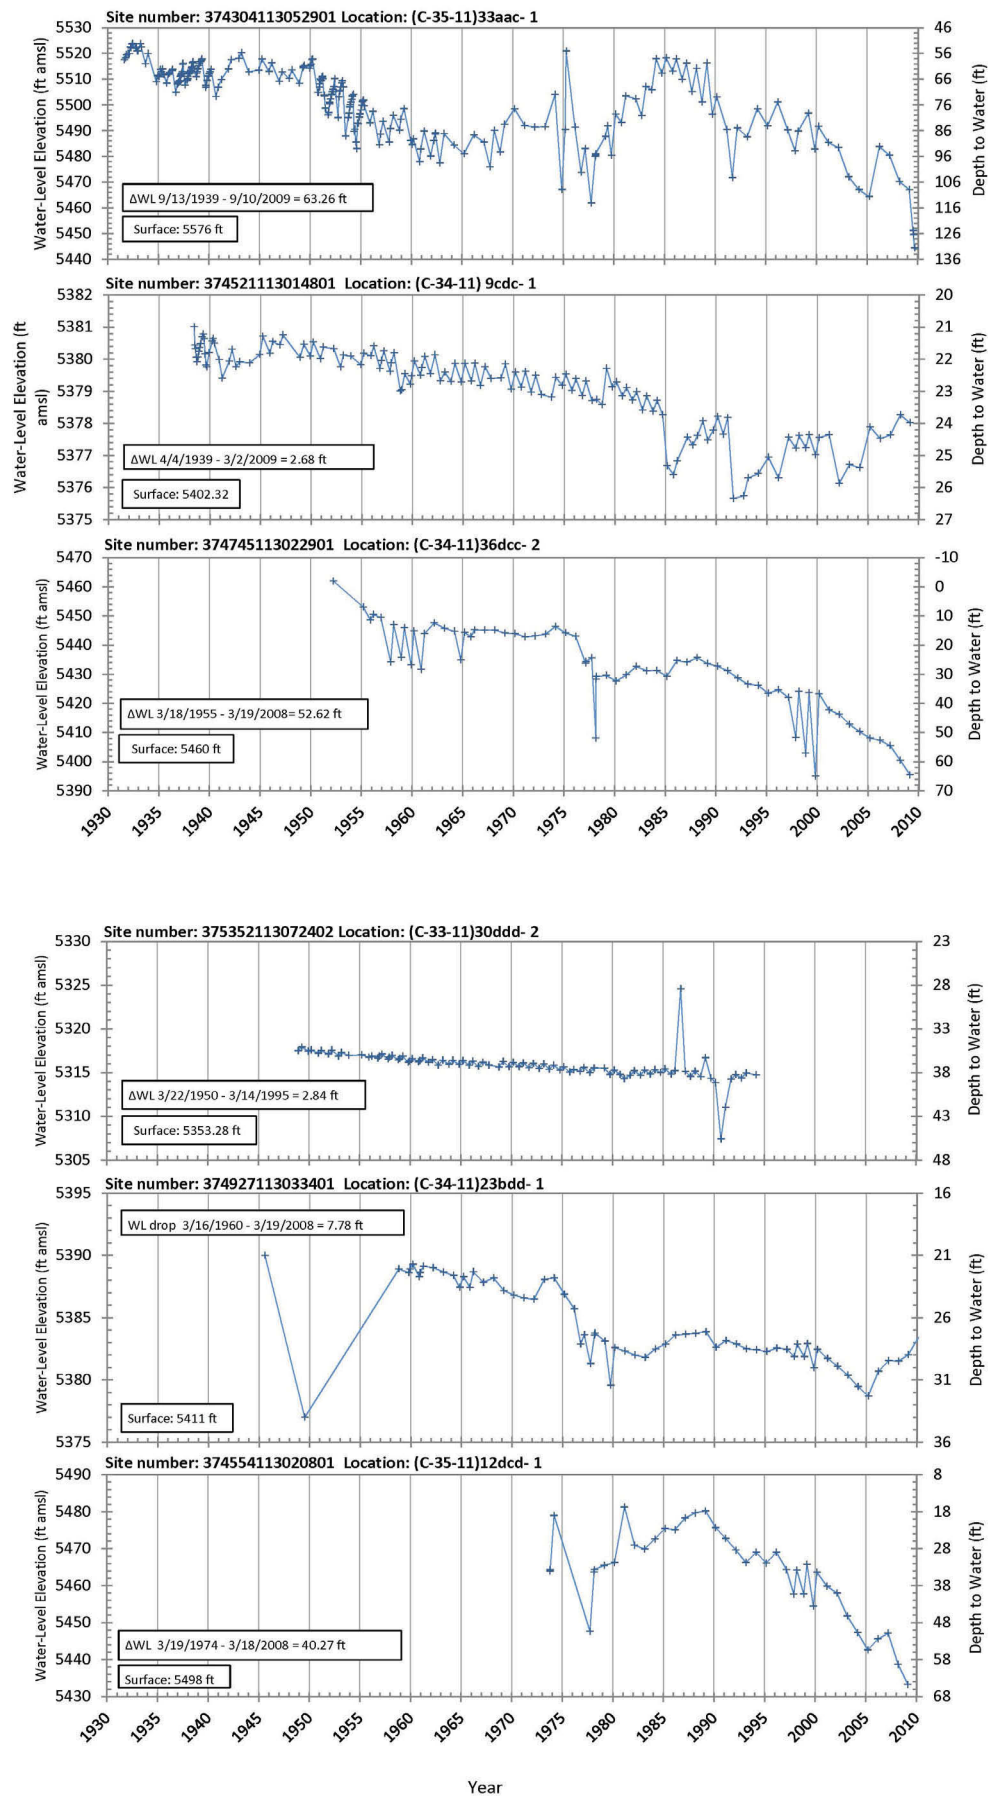 Site number: 374304113052901 Location: (C-35-11)33aac- 1
Water-Level Elevation (ft amsl)
5530
5520
5510
5500
5490
5480
5470
5460
5450
5440
ΔWL 9/13/1939 - 9/10/2009 = 63.26 ft
Surface: 5576 ft
46
56
66
76
86
96
106
116
126
136
Depth to Water (ft)
Site number: 374521113014801 Location: (C-34-11) 9cdc- 1
Water-Level Elevation (ft
amsl)
5382
5381
5380
5379
5378
5377
5376
5375
ΔWL 4/4/1939 - 3/2/2009 = 2.68 ft
Surface: 5402.32
20
21
22
23
24
25
26
27
Depth to Water (ft)
Site number: 374745113022901 Location: (C-34-11)36dcc- 2
Water-Level Elevation (ft amsl)
5470
5460
5450
5440
5430
5420
5410
5400
5390
ΔWL 3/18/1955 - 3/19/2008= 52.62 ft
Surface: 5460 ft
-10
0
10
20
30
40
50
60
70
Depth to Water (ft)
1930 1935 1940 1945 1950 1955 1960 1965 1970 1975 1980 1985 1990 1995 2000 2005 2010
Site number: 375352113072402 Location: (C-33-11)30ddd- 2
Water-Level Elevation (ft amsl)
5330
5325
5320
5315
5310
5305
ΔWL 3/22/1950 - 3/14/1995 = 2.84 ft
Surface: 5353.28 ft
23
28
33
38
43
48
Depth to Water (ft)
Site number: 374927113033401 Location: (C-34-11)23bdd- 1
Water-Level Elevation (ft amsl)
5395
5390
5385
5380
5375
WL drop 3/16/1960 - 3/19/2008 = 7.78 ft
Surface: 5411 ft
16
21
26
31
36
Depth to Water (ft)
Site number: 374554113020801 Location: (C-35-11)12dcd- 1
Water-Level Elevation (ft amsl)
5490
5480
5470
5460
5450
5440
5430
ΔWL 3/19/1974 - 3/18/2008 = 40.27 ft
Surface: 5498 ft
8
18
28
38
48
58
68
Depth to Water (ft)
1930 1935 1940 1945 1950 1955 1960 1965 1970 1975 1980 1985 1990 1995 2000 2005 2010
Year